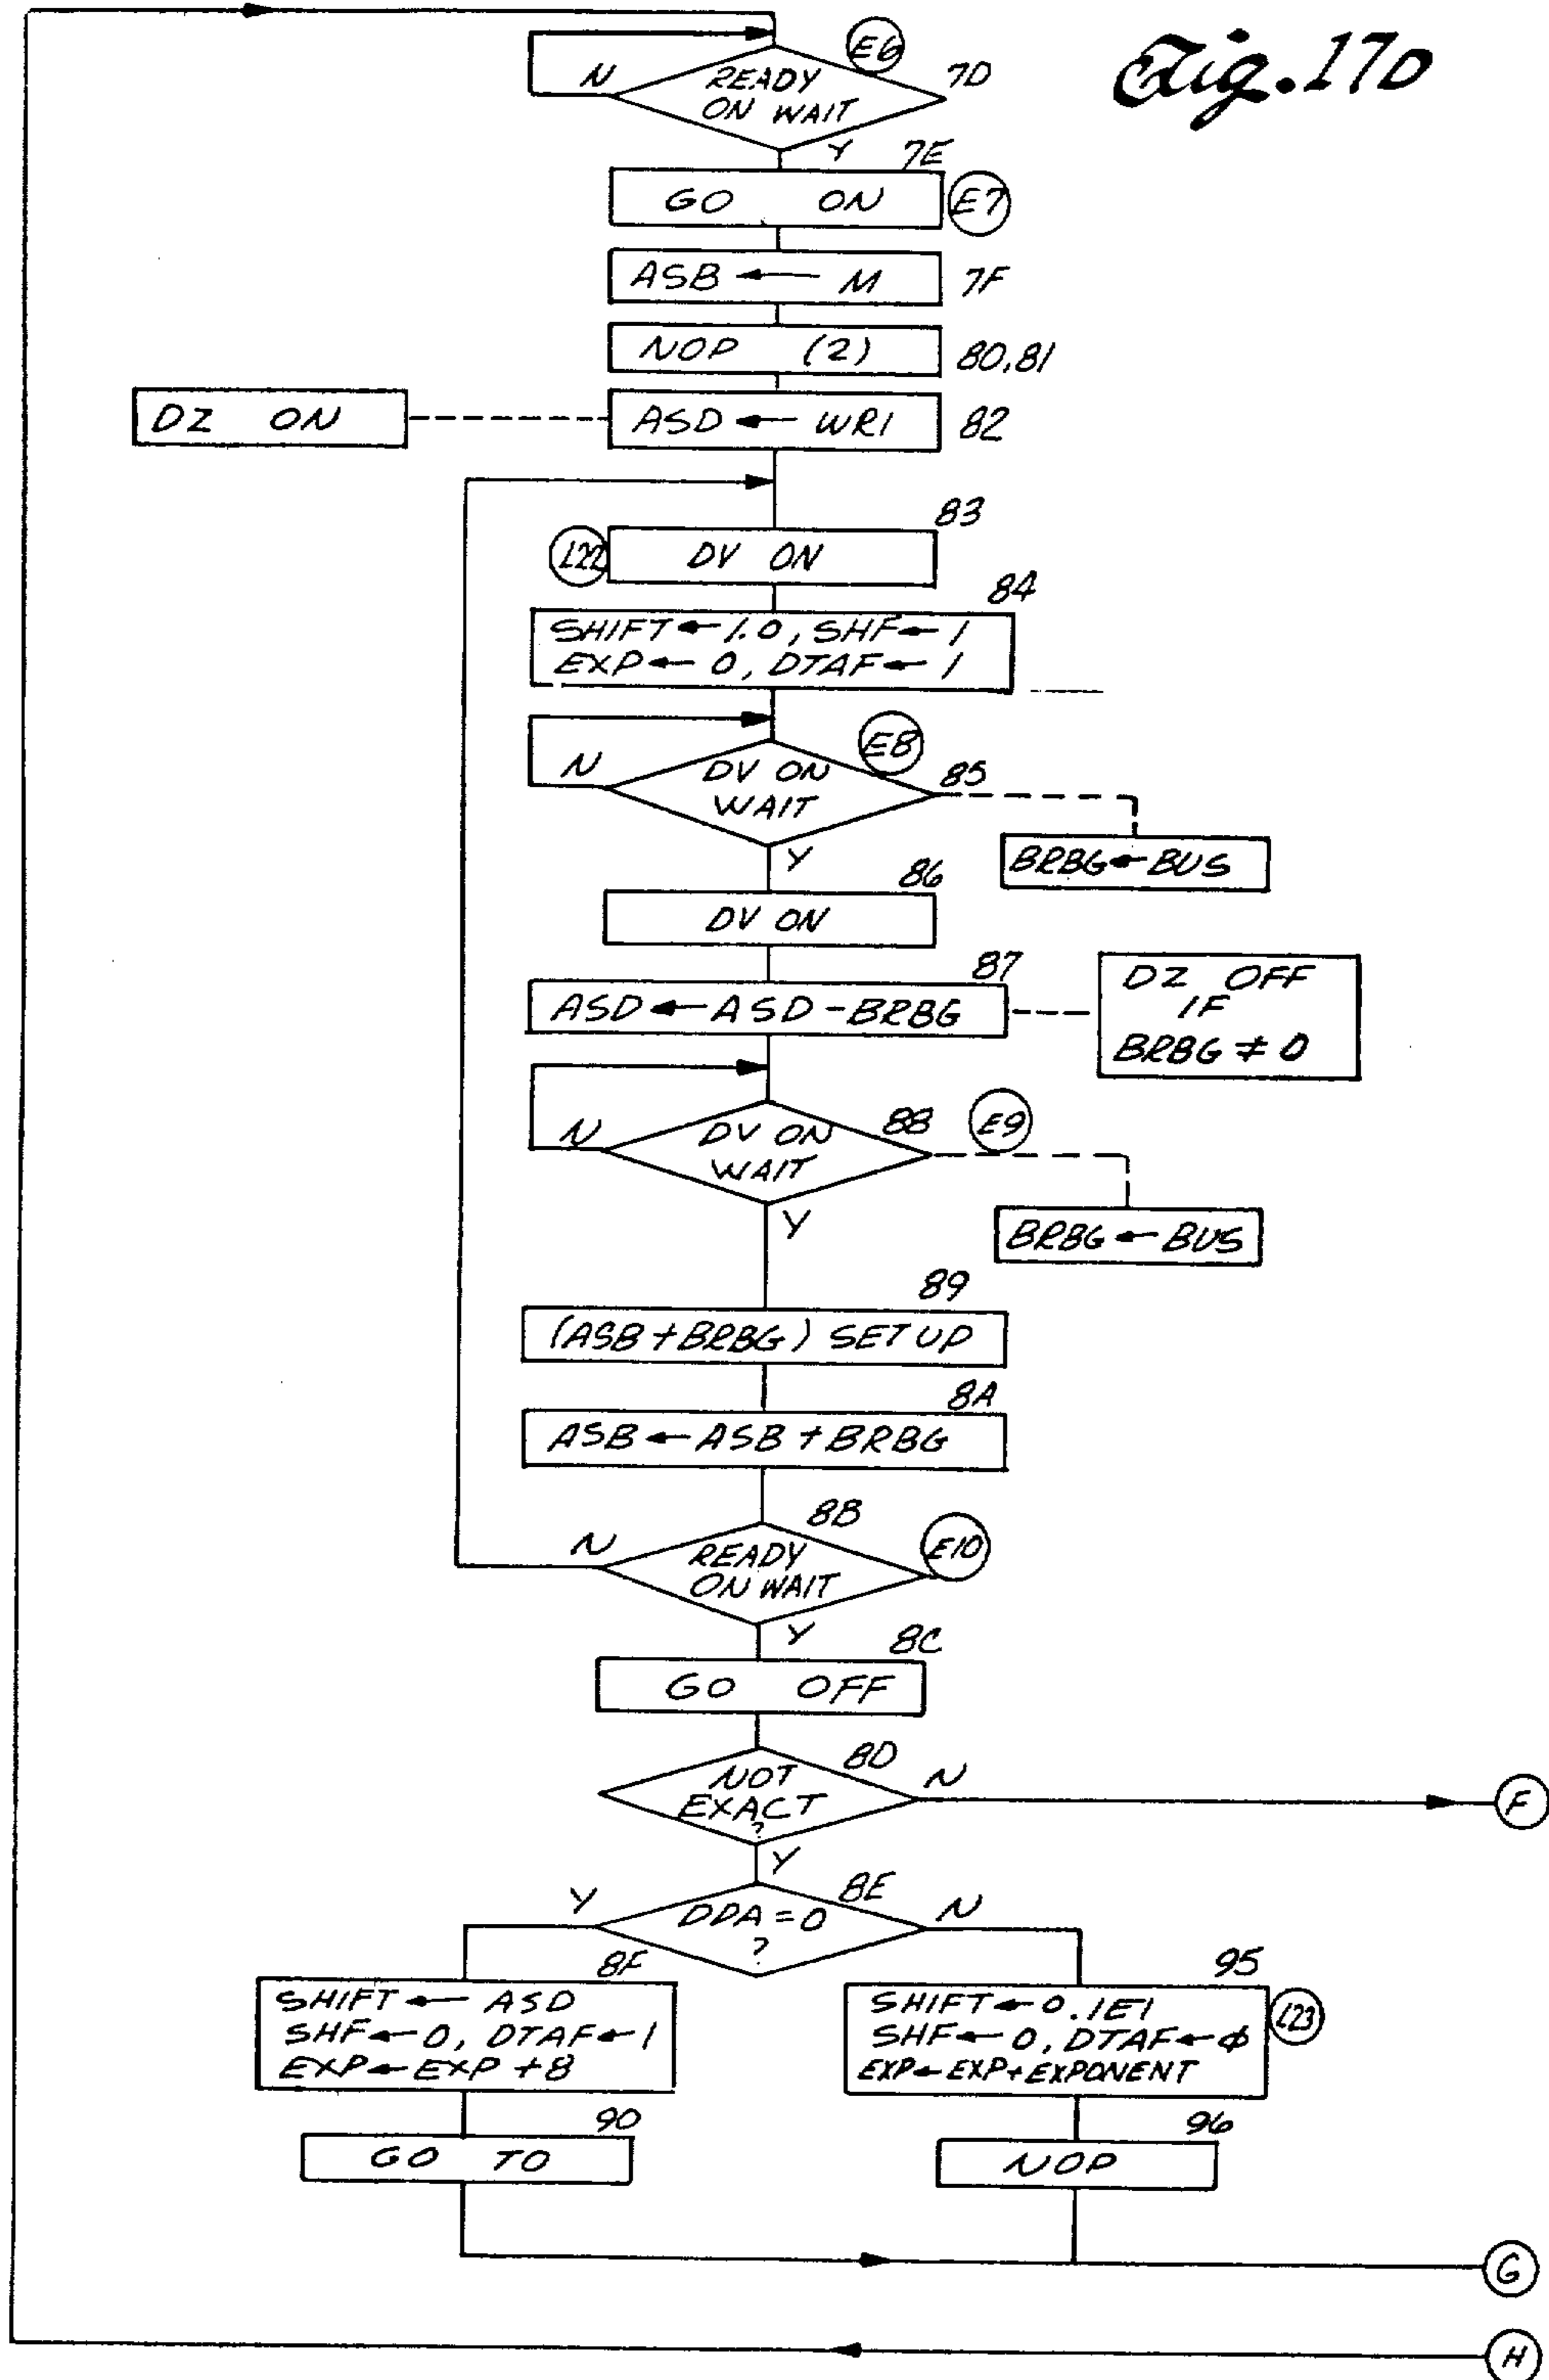 Fig. 17D
E6
READY
ON WAIT
7D
N
Y
7E
GO ON
E7
ASB ← M
7F
NOP (2)
80,81
DZ ON
ASD ← WR1
82
83
L22
DV ON
84
SHIFT ← 1.0, SHF ← 1
EXP ← 0, DTAF ← 1
E8
N
DV ON
WAIT
85
BRBG ← BUS
Y
86
DV ON
87
ASD ← ASD - BRBG
DZ OFF
IF
BRBG ≠ 0
N
DV ON
WAIT
88
E9
BRBG ← BUS
Y
89
(ASB + BRBG) SET UP
8A
ASB ← ASB + BRBG
8B
N
READY
ON WAIT
E10
Y
8C
GO OFF
8D
NOT
EXACT
?
N
F
Y
8E
Y
DPA = 0
?
N
8F
SHIFT ← ASD
SHF ← 0, DTAF ← 1
EXP ← EXP + 8
95
SHIFT ← 0.1E1
SHF ← 0, DTAF ← φ
EXP ← EXP + EXPONENT
L23
90
GO TO
96
NOP
G
H